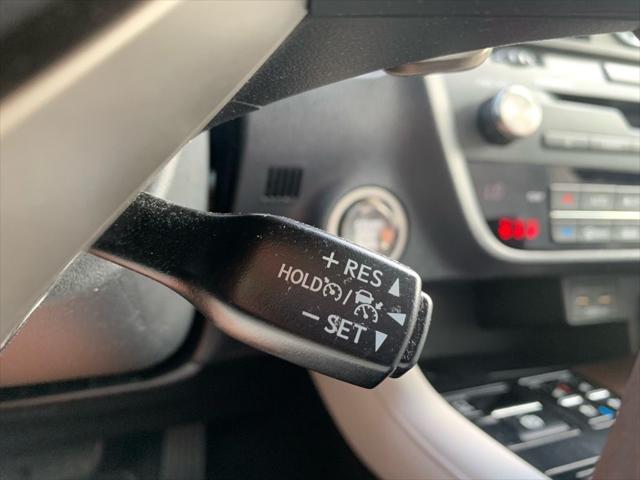 + RES
HOLD /
− SET